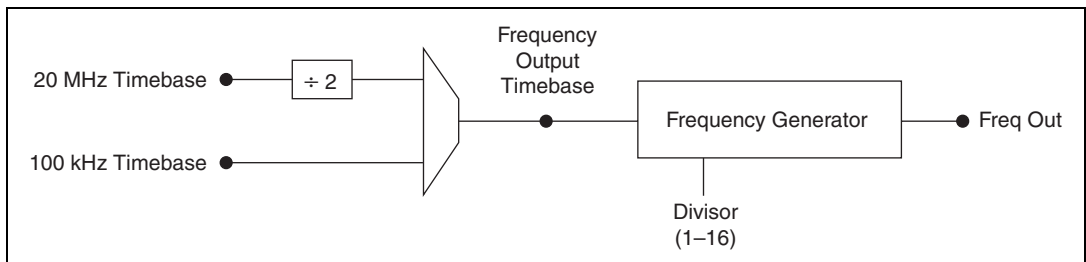 Frequency
Output
Timebase
20 MHz Timebase
÷ 2
Frequency Generator
Freq Out
100 kHz Timebase
Divisor
(1–16)